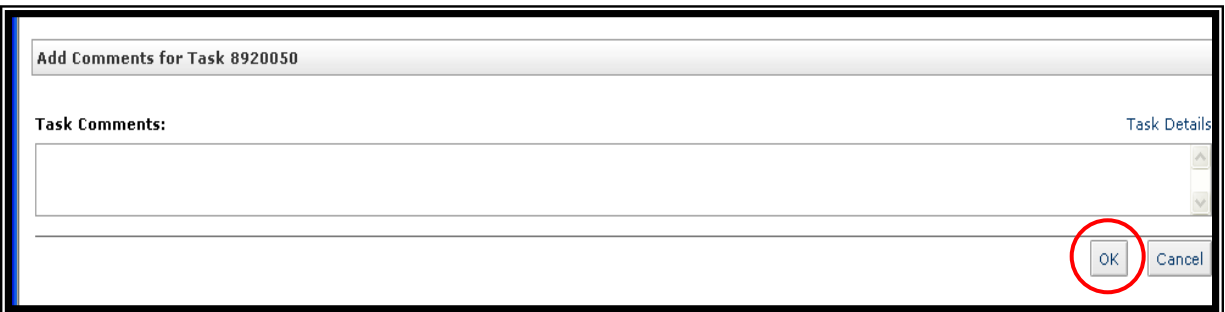 Add Comments for Task 8920050
Task Comments:
Task Details
OK
Cancel